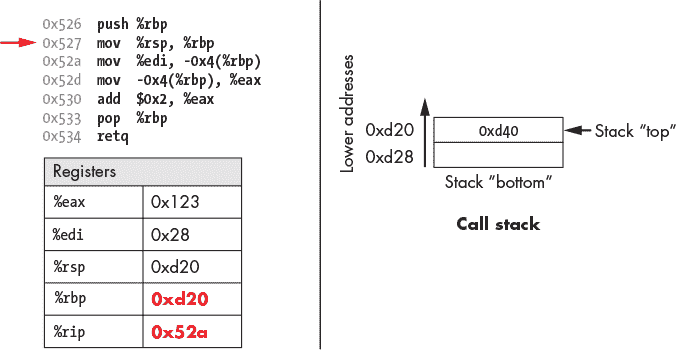 0x526 push %rbp
0x527 mov %rsp, %rbp
0x52a mov %edi, -0x4(%rbp)
0x52d mov -0x4(%rbp), %eax
0x530 add $0x2, %eax
0x533 pop %rbp
0x534 retq
Registers
%eax 0x123
%edi 0x28
%rsp 0xd20
%rbp 0xd20
%rip 0x52a
Lower addresses
0xd20 0xd40 Stack “top”
0xd28
Stack “bottom”
Call stack